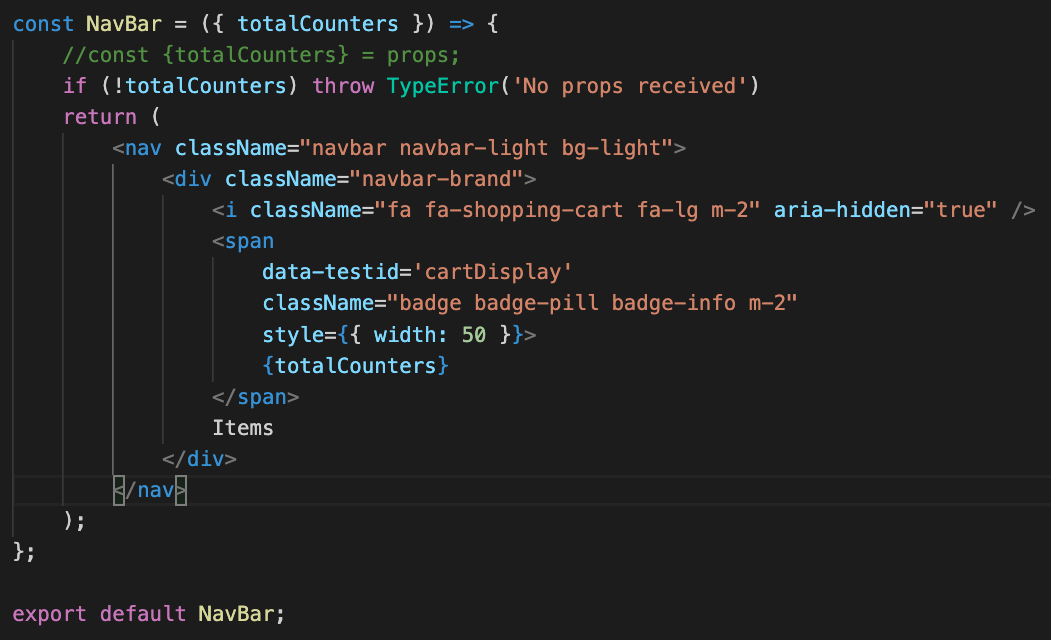 const NavBar = ({ totalCounters }) => {
    //const {totalCounters} = props;
    if (!totalCounters) throw TypeError('No props received')
    return (
        <nav className="navbar navbar-light bg-light">
            <div className="navbar-brand">
                <i className="fa fa-shopping-cart fa-lg m-2" aria-hidden="true" />
                <span
                    data-testid='cartDisplay'
                    className="badge badge-pill badge-info m-2"
                    style={{ width: 50 }}>
                    {totalCounters}
                </span>
                Items
            </div>
        </nav>
    );
};
export default NavBar;